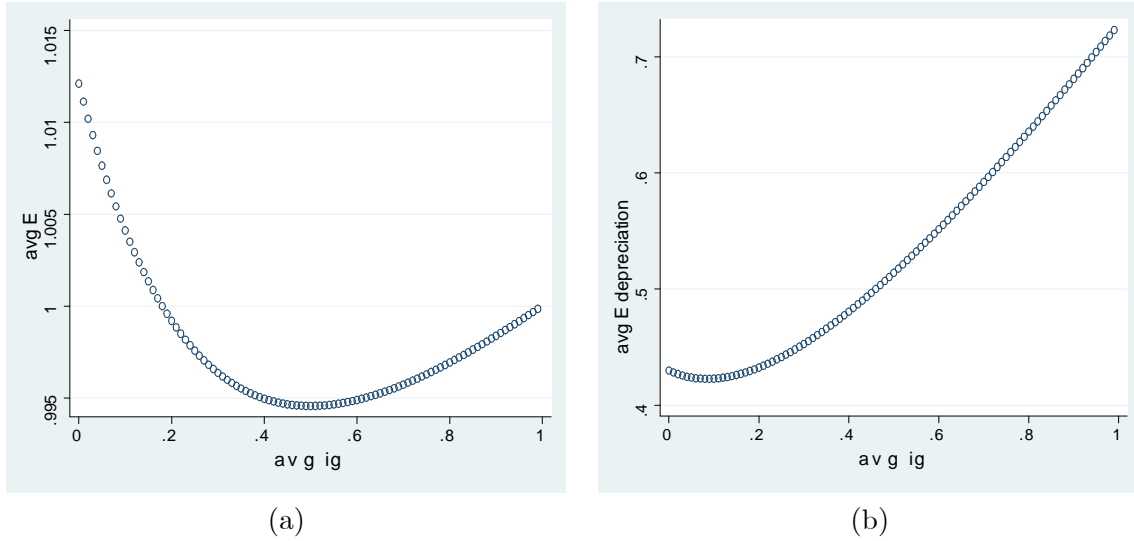 1.015
1.01
1.005
1
.995
avg E
0 .2 .4 .6 .8 1
av g ig
(a)
.7
.6
.5
.4
avg E depreciation
0 .2 .4 .6 .8 1
av g ig
(b)